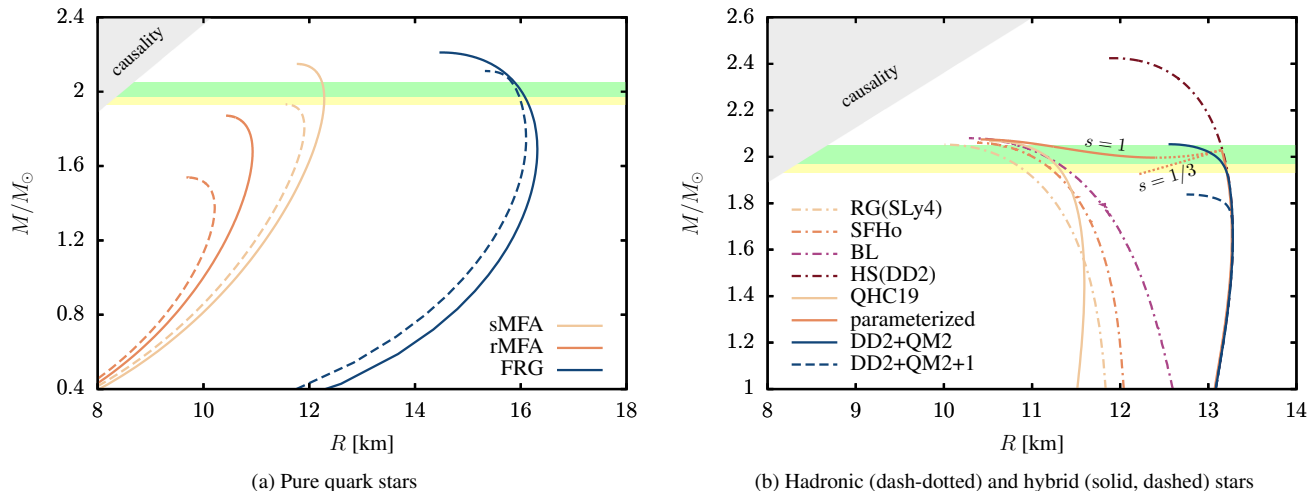 2.4
2
1.6
1.2
0.8
0.4
M/M⊙
causality
sMFA
rMFA
FRG
8
10
12
14
16
18
R [km]
(a) Pure quark stars
2.6
2.4
2.2
2
1.8
1.6
1.4
1.2
1
M/M⊙
causality
s = 1
s = 1/3
RG(SLy4)
SFHo
BL
HS(DD2)
QHC19
parameterized
DD2+QM2
DD2+QM2+1
8
9
10
11
12
13
14
R [km]
(b) Hadronic (dash-dotted) and hybrid (solid, dashed) stars